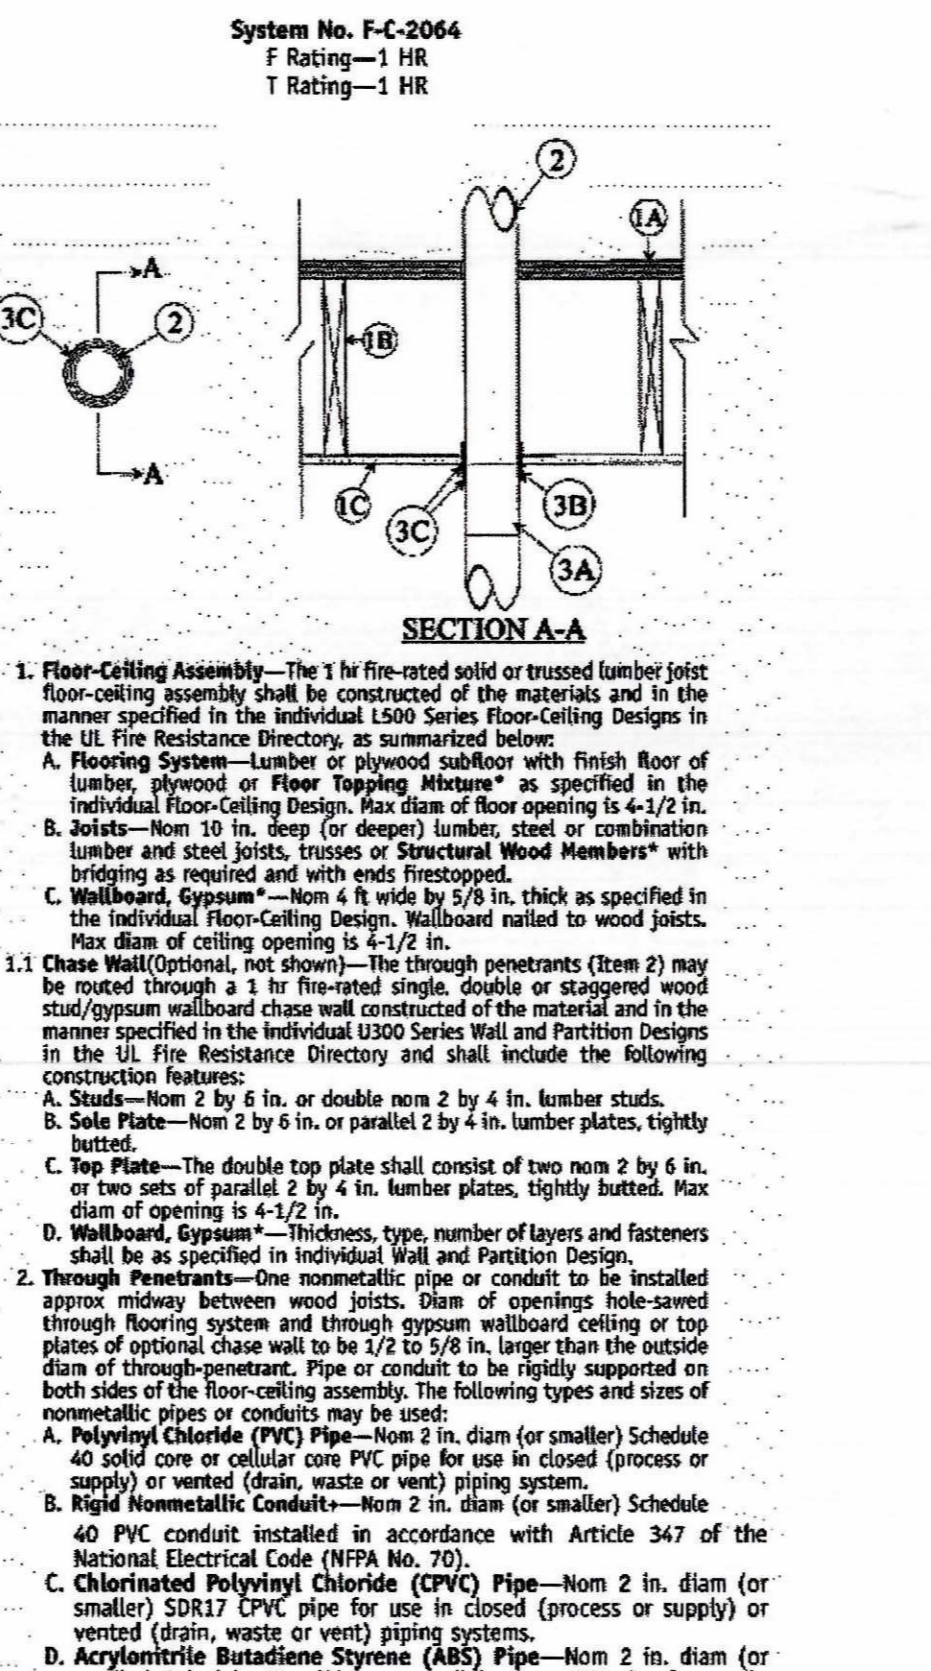 System No. F-C-2064
F Rating—1 HR
T Rating—1 HR
2
1A
A
3C
2
1B
A
1C
3C
3B
3A
SECTION A-A
1. Floor-Ceiling Assembly—The 1 hr fire-rated solid or trussed lumber joist
floor-ceiling assembly shall be constructed of the materials and in the
manner specified in the individual L500 Series Floor-Ceiling Designs in
the UL Fire Resistance Directory, as summarized below:
A. Flooring System—Lumber or plywood subfloor with finish floor of
lumber, plywood or Floor Topping Mixture* as specified in the
individual Floor-Ceiling Design. Max diam of floor opening is 4-1/2 in.
B. Joists—Nom 10 in. deep (or deeper) lumber, steel or combination
lumber and steel joists, trusses or Structural Wood Members* with
bridging as required and with ends firestopped.
C. Wallboard, Gypsum*—Nom 4 ft wide by 5/8 in. thick as specified in
the individual Floor-Ceiling Design. Wallboard nailed to wood joists.
Max diam of ceiling opening is 4-1/2 in.
1.1 Chase Wall(Optional, not shown)—The through penetrants (Item 2) may
be routed through a 1 hr fire-rated single, double or staggered wood
stud/gypsum wallboard chase wall constructed of the material and in the
manner specified in the individual U300 Series Wall and Partition Designs
in the UL Fire Resistance Directory and shall include the following
construction features:
A. Studs—Nom 2 by 6 in. or double nom 2 by 4 in. lumber studs.
B. Sole Plate—Nom 2 by 6 in. or parallel 2 by 4 in. lumber plates, tightly
butted.
C. Top Plate—The double top plate shall consist of two nom 2 by 6 in.
or two sets of parallel 2 by 4 in. lumber plates, tightly butted. Max
diam of opening is 4-1/2 in.
D. Wallboard, Gypsum*—Thickness, type, number of layers and fasteners
shall be as specified in individual Wall and Partition Design.
2. Through Penetrants—One nonmetallic pipe or conduit to be installed
approx midway between wood joists. Diam of openings hole-sawed
through flooring system and through gypsum wallboard ceiling or top
plates of optional chase wall to be 1/2 to 5/8 in. larger than the outside
diam of through-penetrant. Pipe or conduit to be rigidly supported on
both sides of the floor-ceiling assembly. The following types and sizes of
nonmetallic pipes or conduits may be used:
A. Polyvinyl Chloride (PVC) Pipe—Nom 2 in. diam (or smaller) Schedule
40 solid core or cellular core PVC pipe for use in closed (process or
supply) or vented (drain, waste or vent) piping system.
B. Rigid Nonmetallic Conduit+—Nom 2 in. diam (or smaller) Schedule
40 PVC conduit installed in accordance with Article 347 of the
National Electrical Code (NFPA No. 70).
C. Chlorinated Polyvinyl Chloride (CPVC) Pipe—Nom 2 in. diam (or
smaller) SDR17 CPVC pipe for use in closed (process or supply) or
vented (drain, waste or vent) piping systems.
D. Acrylonitrile Butadiene Styrene (ABS) Pipe—Nom 2 in. diam (or